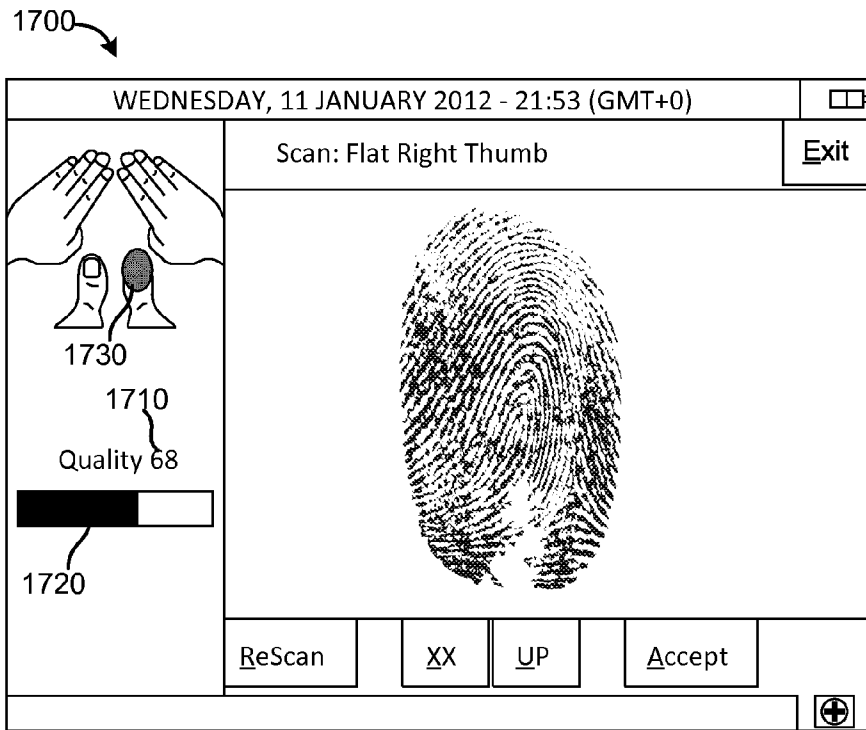 1700
WEDNESDAY, 11 JANUARY 2012 - 21:53 (GMT+0)
Scan: Flat Right Thumb
Exit
1730
1710
Quality 68
1720
ReScan
XX
UP
Accept